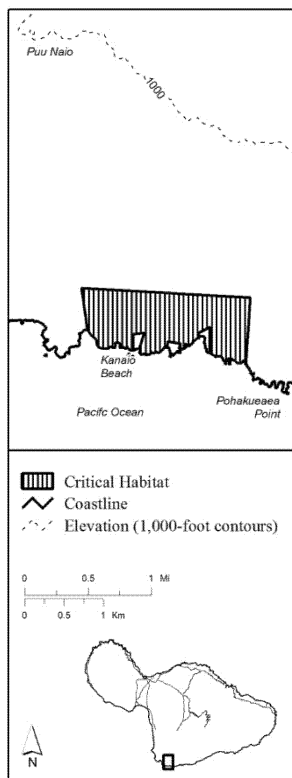 Puu Naio
1000
Kanaio
Beach
Pacifc Ocean
Pohakueaea
Point
Critical Habitat
Coastline
Elevation (1,000-foot contours)
0 0.5 1 Mi
0 0.5 1 Km
N